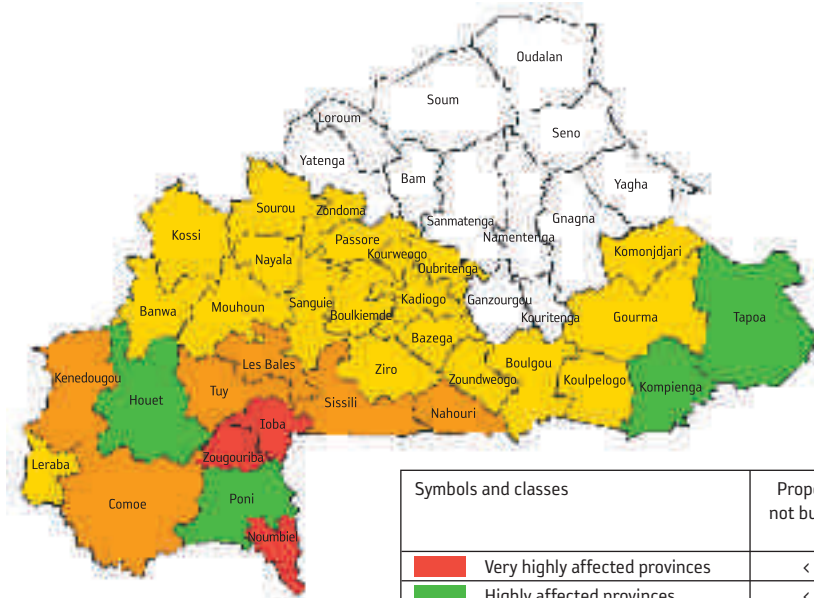 Oudalan
Soum
Loroum
Seno
Yatenga
Bam
Yagha
Sourou
Zondoma
Sanmatenga
Gnagna
Kossi
Passore
Namentenga
Kourweogo
Komonjdjari
Nayala
Oubritenga
Banwa
Mouhoun
Sanguie
Kadiogo
Ganzourgou
Boulkiemde
Kouritenga
Gourma
Tapoa
Bazega
Les Bales
Ziro
Boulgou
Kenedougou
Zoundweogo
Koulpelogo
Kompienga
Tuy
Houet
Sissili
Nahouri
Ioba
Zougouriba
Leraba
Comoe
Poni
Noumbiel
Symbols and classes
Prop
not bu
Very highly affected provinces <
Highly affected provinces <